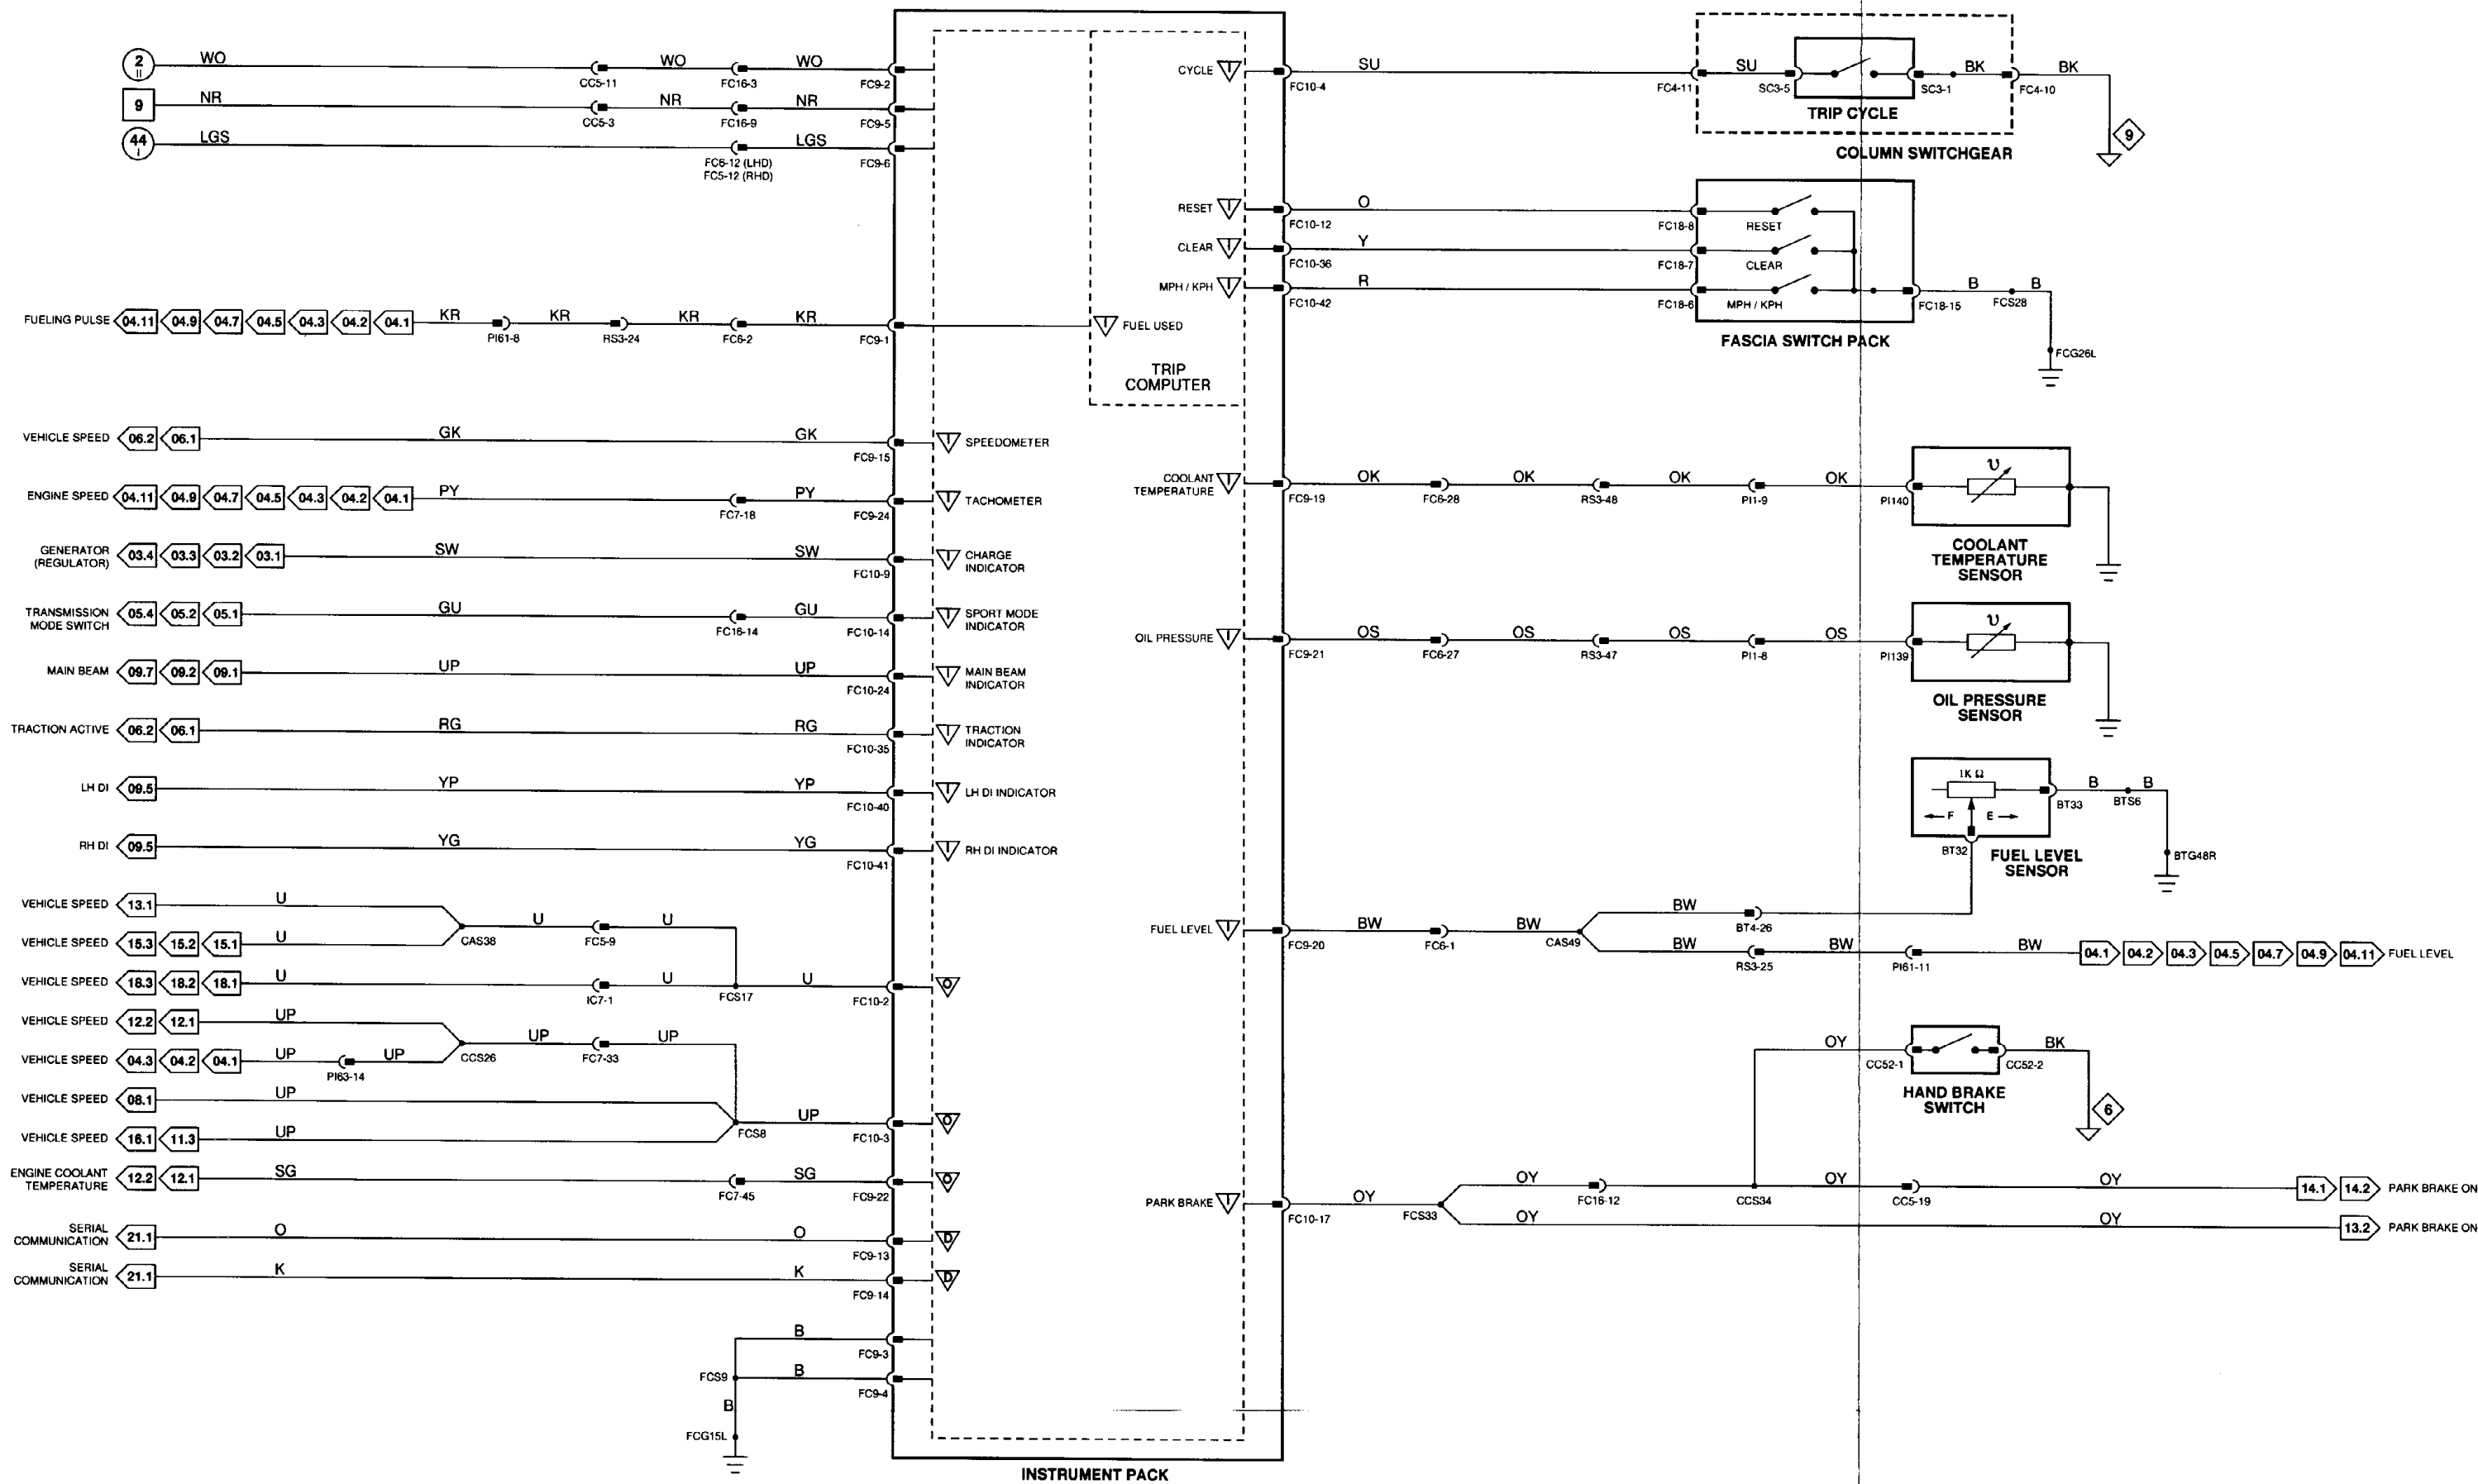 2 II WO CC5-11 WO FC16-3 WO FC9-2
9 NR CC5-3 NR FC16-9 NR FC9-5
44 I LGS FC6-12 (LHD) FC5-12 (RHD) LGS FC9-6
FUELING PULSE 04.11 04.9 04.7 04.5 04.3 04.2 04.1 KR PI61-8 KR RS3-24 KR FC6-2 KR FC9-1 I FUEL USED
TRIP
COMPUTER
VEHICLE SPEED 06.2 06.1 GK GK FC9-15 I SPEEDOMETER
ENGINE SPEED 04.11 04.9 04.7 04.5 04.3 04.2 04.1 PY FC7-18 PY FC9-24 I TACHOMETER
GENERATOR
(REGULATOR) 03.4 03.3 03.2 03.1 SW SW FC10-9 I CHARGE
INDICATOR
TRANSMISSION
MODE SWITCH 05.4 05.2 05.1 GU FC16-14 GU FC10-14 I SPORT MODE
INDICATOR
MAIN BEAM 09.7 09.2 09.1 UP UP FC10-24 I MAIN BEAM
INDICATOR
TRACTION ACTIVE 06.2 06.1 RG RG FC10-35 I TRACTION
INDICATOR
LH DI 09.5 YP YP FC10-40 I LH DI INDICATOR
RH DI 09.5 YG YG FC10-41 I RH DI INDICATOR
VEHICLE SPEED 13.1 U
CAS38 U FC5-9 U
VEHICLE SPEED 15.3 15.2 15.1 U
VEHICLE SPEED 18.3 18.2 18.1 U IC7-1 U FCS17 U FC10-2 O
VEHICLE SPEED 12.2 12.1 UP
CCS26 UP FC7-33 UP
VEHICLE SPEED 04.3 04.2 04.1 UP PI63-14 UP
VEHICLE SPEED 08.1 UP
FCS8 UP FC10-3 O
VEHICLE SPEED 16.1 11.3 UP
ENGINE COOLANT
TEMPERATURE 12.2 12.1 SG FC7-45 SG FC9-22 O
SERIAL
COMMUNICATION 21.1 O O FC9-13 D
SERIAL
COMMUNICATION 21.1 K K FC9-14 D
B FC9-3
FCS9 B FC9-4
B
FCG15L
INSTRUMENT PACK
CYCLE I FC10-4 SU FC4-11 SU SC3-5 SC3-1 BK FC4-10 BK 9
TRIP CYCLE
COLUMN SWITCHGEAR
RESET I FC10-12 O FC18-8 RESET
CLEAR I FC10-36 Y FC18-7 CLEAR
MPH / KPH I FC10-42 R FC18-6 MPH / KPH FC18-15 B FCS28 B
FCG26L
FASCIA SWITCH PACK
COOLANT
TEMPERATURE I FC9-19 OK FC6-28 OK RS3-48 OK PI1-9 OK PI140
COOLANT
TEMPERATURE
SENSOR
OIL PRESSURE I FC9-21 OS FC6-27 OS RS3-47 OS PI1-8 OS PI139
OIL PRESSURE
SENSOR
1K Ω BT33 B BTS6 B
F E
BT32 BTG48R
FUEL LEVEL
SENSOR
FUEL LEVEL I FC9-20 BW FC6-1 BW CAS49 BW BT4-26
BW RS3-25 BW PI61-11 BW 04.1 04.2 04.3 04.5 04.7 04.9 04.11 FUEL LEVEL
OY CC52-1 CC52-2 BK 6
HAND BRAKE
SWITCH
PARK BRAKE I FC10-17 OY FCS33 OY FC16-12 CCS34 OY CC5-19 OY 14.1 14.2 PARK BRAKE ON
OY OY 13.2 PARK BRAKE ON